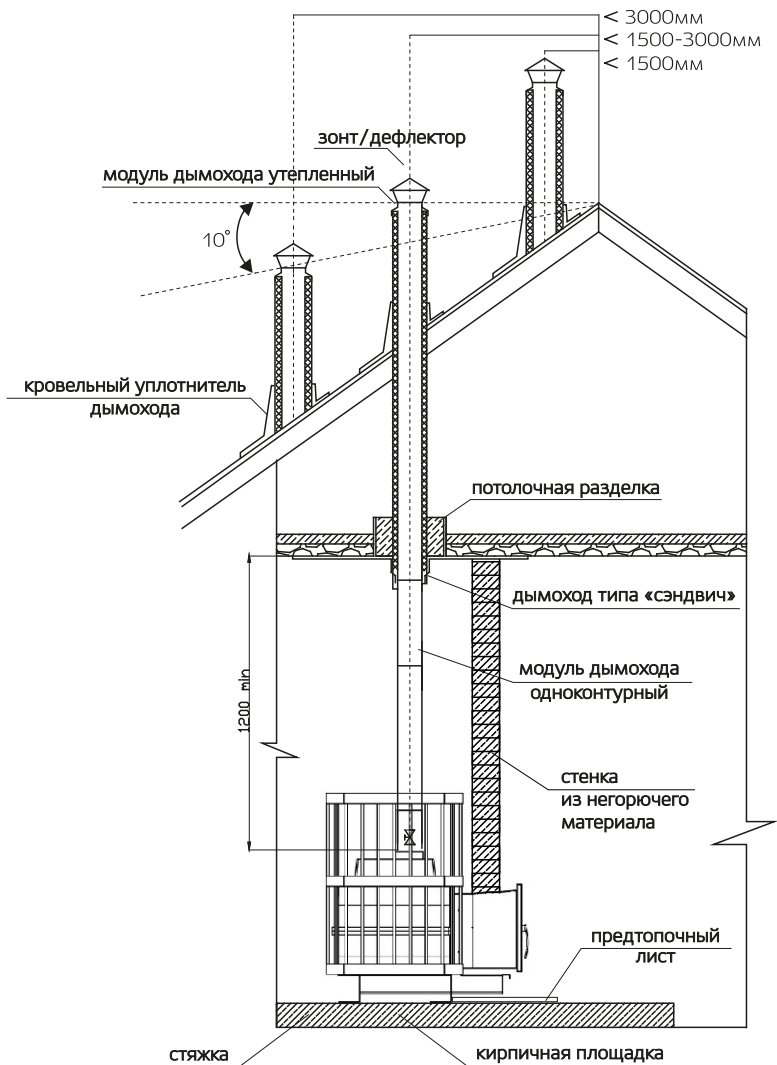 < 3000мм
< 1500-3000мм
< 1500мм
зонт/дефлектор
модуль дымохода утепленный
10°
кровельный уплотнитель
дымохода
потолочная разделка
дымоход типа «сэндвич»
модуль дымохода
одноконтурный
1200 min
стенка
из негорючего
материала
предтопочный
лист
стяжка
кирпичная площадка